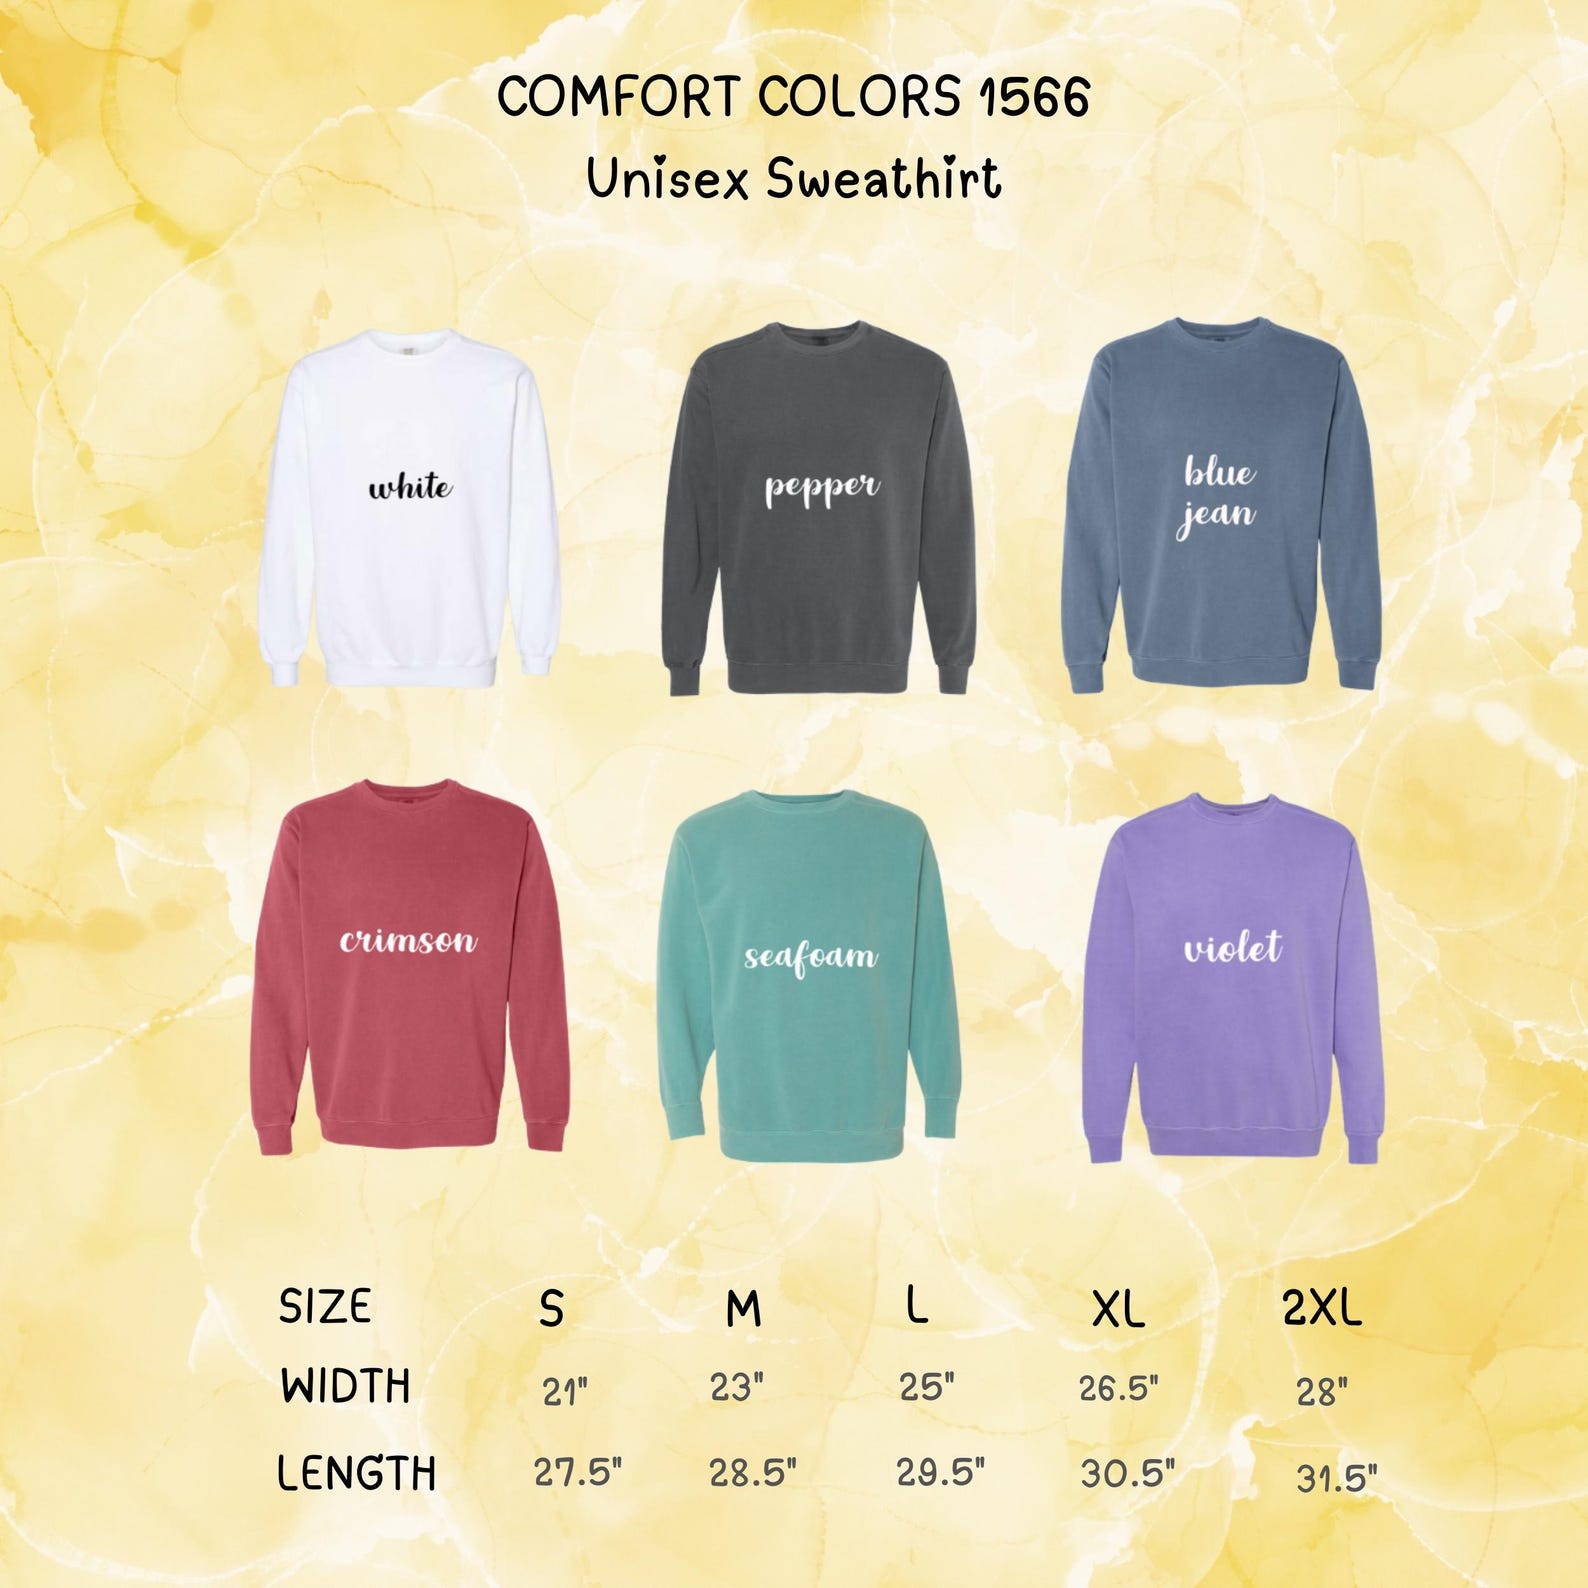 COMFORT COLORS 1566
Unisex Sweathirt
white
pepper
blue
jean
crimson
seafoam
violet
SIZE S M L XL 2XL
WIDTH 21" 23" 25" 26.5" 28"
LENGTH 27.5" 28.5" 29.5" 30.5" 31.5"